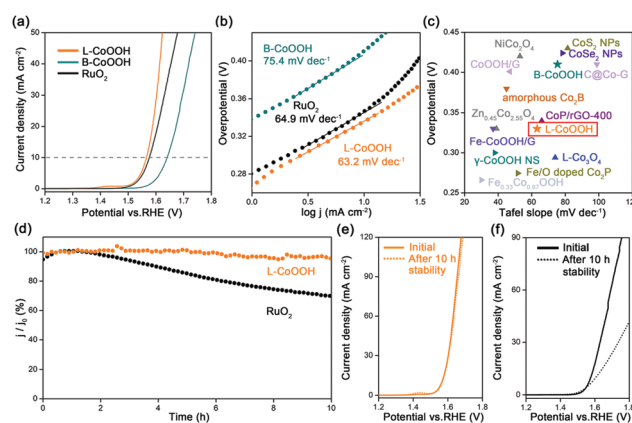 (a)
50
40
30
20
10
0
1.2
1.3
1.4
1.5
1.6
1.7
1.8
Current density (mA cm⁻²)
Potential vs.RHE (V)
L-CoOOH
B-CoOOH
RuO₂
(b)
0.40
0.36
0.32
0.28
0.0
0.5
1.0
1.5
Overpotential (V)
log j (mA cm⁻²)
B-CoOOH
75.4 mV dec⁻¹
RuO₂
64.9 mV dec⁻¹
L-CoOOH
63.2 mV dec⁻¹
(c)
0.45
0.40
0.35
0.30
0.25
20
40
60
80
100
120
Overpotential (V)
Tafel slope (mV dec⁻¹)
NiCo₂O₄
CoS₂ NPs
CoSe₂ NPs
CoOOH/G
B-CoOOH
C@Co-G
amorphous Co₂B
Zn₀.₄₅Co₂.₅₅O₄
CoP/rGO-400
L-CoOOH
Fe-CoOOH/G
γ-CoOOH NS
L-Co₃O₄
Fe/O doped Co₂P
Fe₀.₃₃Co₀.₆₇OOH
(d)
120
100
80
60
40
20
0
0
2
4
6
8
10
j / j₀ (%)
Time (h)
L-CoOOH
RuO₂
(e)
120
90
60
30
0
1.2
1.4
1.6
1.8
Current density (mA cm⁻²)
Potential vs.RHE (V)
Initial
After 10 h
stability
(f)
90
60
30
0
1.2
1.4
1.6
1.8
Current density (mA cm⁻²)
Potential vs.RHE (V)
Initial
After 10 h
stability